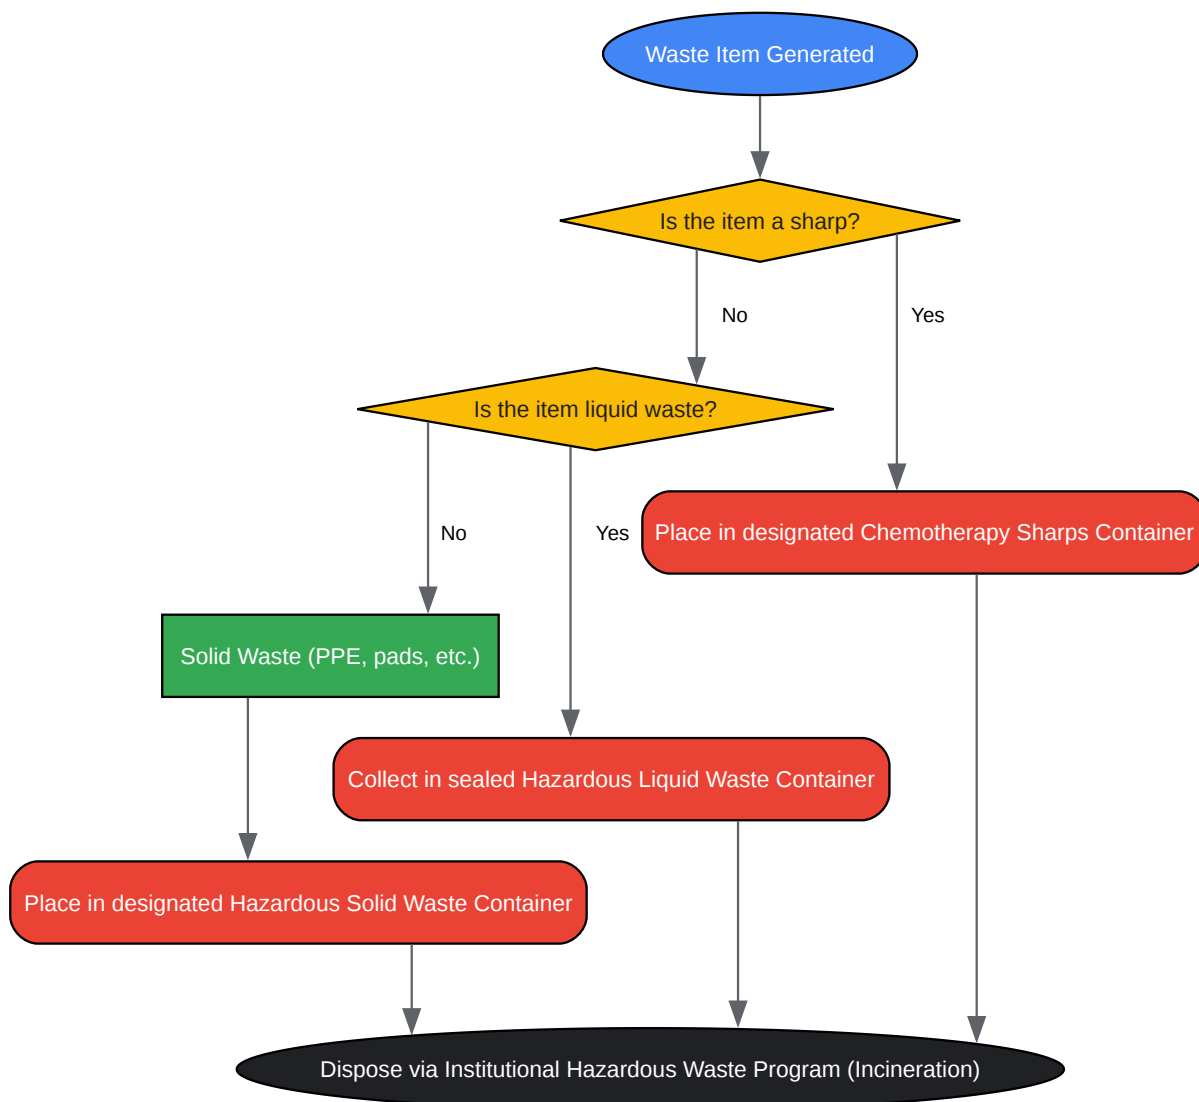 Waste Item Generated
Is the item a sharp?
No
Yes
Is the item liquid waste?
No
Yes
Place in designated Chemotherapy Sharps Container
Solid Waste (PPE, pads, etc.)
Collect in sealed Hazardous Liquid Waste Container
Place in designated Hazardous Solid Waste Container
Dispose via Institutional Hazardous Waste Program (Incineration)